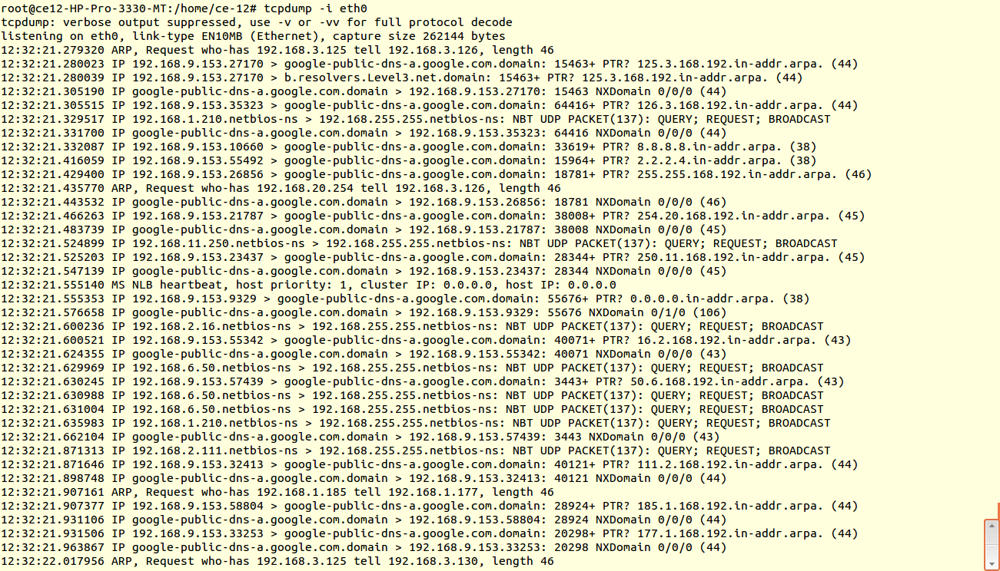 root@ce12-HP-Pro-3330-MT:/home/ce-12# tcpdump -i eth0
tcpdump: verbose output suppressed, use -v or -vv for full protocol decode
listening on eth0, link-type EN10MB (Ethernet), capture size 262144 bytes
12:32:21.279320 ARP, Request who-has 192.168.3.125 tell 192.168.3.126, length 46
12:32:21.280023 IP 192.168.9.153.27170 > google-public-dns-a.google.com.domain: 15463+ PTR? 125.3.168.192.in-addr.arpa. (44)
12:32:21.280039 IP 192.168.9.153.27170 > b.resolvers.Level3.net.domain: 15463+ PTR? 125.3.168.192.in-addr.arpa. (44)
12:32:21.305190 IP google-public-dns-a.google.com.domain > 192.168.9.153.27170: 15463 NXDomain 0/0/0 (44)
12:32:21.305515 IP 192.168.9.153.35323 > google-public-dns-a.google.com.domain: 64416+ PTR? 126.3.168.192.in-addr.arpa. (44)
12:32:21.329517 IP 192.168.1.210.netbios-ns > 192.168.255.255.netbios-ns: NBT UDP PACKET(137): QUERY; REQUEST; BROADCAST
12:32:21.331700 IP google-public-dns-a.google.com.domain > 192.168.9.153.35323: 64416 NXDomain 0/0/0 (44)
12:32:21.332087 IP 192.168.9.153.10660 > google-public-dns-a.google.com.domain: 33619+ PTR? 8.8.8.8.in-addr.arpa. (38)
12:32:21.416059 IP 192.168.9.153.55492 > google-public-dns-a.google.com.domain: 15964+ PTR? 2.2.2.4.in-addr.arpa. (38)
12:32:21.429400 IP 192.168.9.153.26856 > google-public-dns-a.google.com.domain: 18781+ PTR? 255.255.168.192.in-addr.arpa. (46)
12:32:21.435770 ARP, Request who-has 192.168.20.254 tell 192.168.3.126, length 46
12:32:21.443532 IP google-public-dns-a.google.com.domain > 192.168.9.153.26856: 18781 NXDomain 0/0/0 (46)
12:32:21.466263 IP 192.168.9.153.21787 > google-public-dns-a.google.com.domain: 38008+ PTR? 254.20.168.192.in-addr.arpa. (45)
12:32:21.483739 IP google-public-dns-a.google.com.domain > 192.168.9.153.21787: 38008 NXDomain 0/0/0 (45)
12:32:21.524899 IP 192.168.11.250.netbios-ns > 192.168.255.255.netbios-ns: NBT UDP PACKET(137): QUERY; REQUEST; BROADCAST
12:32:21.525203 IP 192.168.9.153.23437 > google-public-dns-a.google.com.domain: 28344+ PTR? 250.11.168.192.in-addr.arpa. (45)
12:32:21.547139 IP google-public-dns-a.google.com.domain > 192.168.9.153.23437: 28344 NXDomain 0/0/0 (45)
12:32:21.555140 MS NLB heartbeat, host priority: 1, cluster IP: 0.0.0.0, host IP: 0.0.0.0
12:32:21.555353 IP 192.168.9.153.9329 > google-public-dns-a.google.com.domain: 55676+ PTR? 0.0.0.0.in-addr.arpa. (38)
12:32:21.576658 IP google-public-dns-a.google.com.domain > 192.168.9.153.9329: 55676 NXDomain 0/1/0 (106)
12:32:21.600236 IP 192.168.2.16.netbios-ns > 192.168.255.255.netbios-ns: NBT UDP PACKET(137): QUERY; REQUEST; BROADCAST
12:32:21.600521 IP 192.168.9.153.55342 > google-public-dns-a.google.com.domain: 40071+ PTR? 16.2.168.192.in-addr.arpa. (43)
12:32:21.624355 IP google-public-dns-a.google.com.domain > 192.168.9.153.55342: 40071 NXDomain 0/0/0 (43)
12:32:21.629969 IP 192.168.6.50.netbios-ns > 192.168.255.255.netbios-ns: NBT UDP PACKET(137): QUERY; REQUEST; BROADCAST
12:32:21.630245 IP 192.168.9.153.57439 > google-public-dns-a.google.com.domain: 3443+ PTR? 50.6.168.192.in-addr.arpa. (43)
12:32:21.630988 IP 192.168.6.50.netbios-ns > 192.168.255.255.netbios-ns: NBT UDP PACKET(137): QUERY; REQUEST; BROADCAST
12:32:21.631004 IP 192.168.6.50.netbios-ns > 192.168.255.255.netbios-ns: NBT UDP PACKET(137): QUERY; REQUEST; BROADCAST
12:32:21.635983 IP 192.168.1.210.netbios-ns > 192.168.255.255.netbios-ns: NBT UDP PACKET(137): QUERY; REQUEST; BROADCAST
12:32:21.662104 IP google-public-dns-a.google.com.domain > 192.168.9.153.57439: 3443 NXDomain 0/0/0 (43)
12:32:21.871313 IP 192.168.2.111.netbios-ns > 192.168.255.255.netbios-ns: NBT UDP PACKET(137): QUERY; REQUEST; BROADCAST
12:32:21.871646 IP 192.168.9.153.32413 > google-public-dns-a.google.com.domain: 40121+ PTR? 111.2.168.192.in-addr.arpa. (44)
12:32:21.898748 IP google-public-dns-a.google.com.domain > 192.168.9.153.32413: 40121 NXDomain 0/0/0 (44)
12:32:21.907161 ARP, Request who-has 192.168.1.185 tell 192.168.1.177, length 46
12:32:21.907377 IP 192.168.9.153.58804 > google-public-dns-a.google.com.domain: 28924+ PTR? 185.1.168.192.in-addr.arpa. (44)
12:32:21.931106 IP google-public-dns-a.google.com.domain > 192.168.9.153.58804: 28924 NXDomain 0/0/0 (44)
12:32:21.931506 IP 192.168.9.153.33253 > google-public-dns-a.google.com.domain: 20298+ PTR? 177.1.168.192.in-addr.arpa. (44)
12:32:21.963867 IP google-public-dns-a.google.com.domain > 192.168.9.153.33253: 20298 NXDomain 0/0/0 (44)
12:32:22.017956 ARP, Request who-has 192.168.3.125 tell 192.168.3.130, length 46